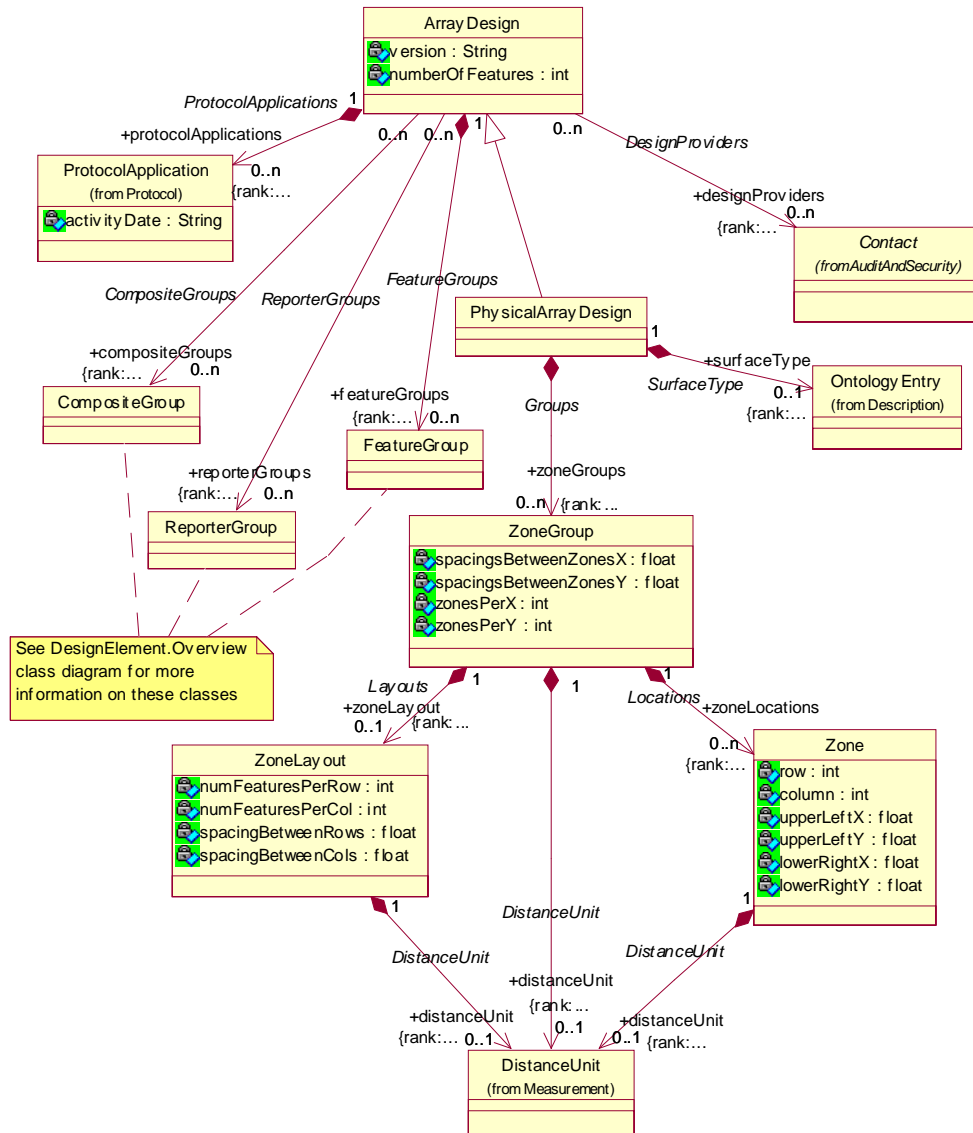 ArrayDesign
version : String
numberOfFeatures : int
1
ProtocolApplications
+protocolApplications
0..n
{rank:...
ProtocolApplication
(from Protocol)
activityDate : String
0..n
0..n
1
0..n
DesignProviders
+designProviders
0..n
{rank:...
Contact
(fromAuditAndSecurity)
CompositeGroups
ReporterGroups
FeatureGroups
PhysicalArrayDesign
1
+surfaceType
SurfaceType
0..1
{rank:...
OntologyEntry
(from Description)
+compositeGroups
{rank:...
0..n
CompositeGroup
Groups
+featureGroups
{rank:...
0..n
FeatureGroup
+reporterGroups
{rank:...
0..n
ReporterGroup
+zoneGroups
0..n
{rank: ...
ZoneGroup
spacingsBetweenZonesX : float
spacingsBetweenZonesY : float
zonesPerX : int
zonesPerY : int
See DesignElement.Overview
class diagram for more
information on these classes
Layouts
1
+zoneLayout
0..1
{rank: ...
1
1
Locations
+zoneLocations
0..n
{rank:...
ZoneLayout
numFeaturesPerRow : int
numFeaturesPerCol : int
spacingBetweenRows : float
spacingBetweenCols : float
Zone
row : int
column : int
upperLeftX : float
upperLeftY : float
lowerRightX : float
lowerRightY : float
1
DistanceUnit
+distanceUnit
{rank:...
0..1
DistanceUnit
+distanceUnit
{rank: ...
0..1
1
DistanceUnit
+distanceUnit
0..1
{rank:...
DistanceUnit
(from Measurement)